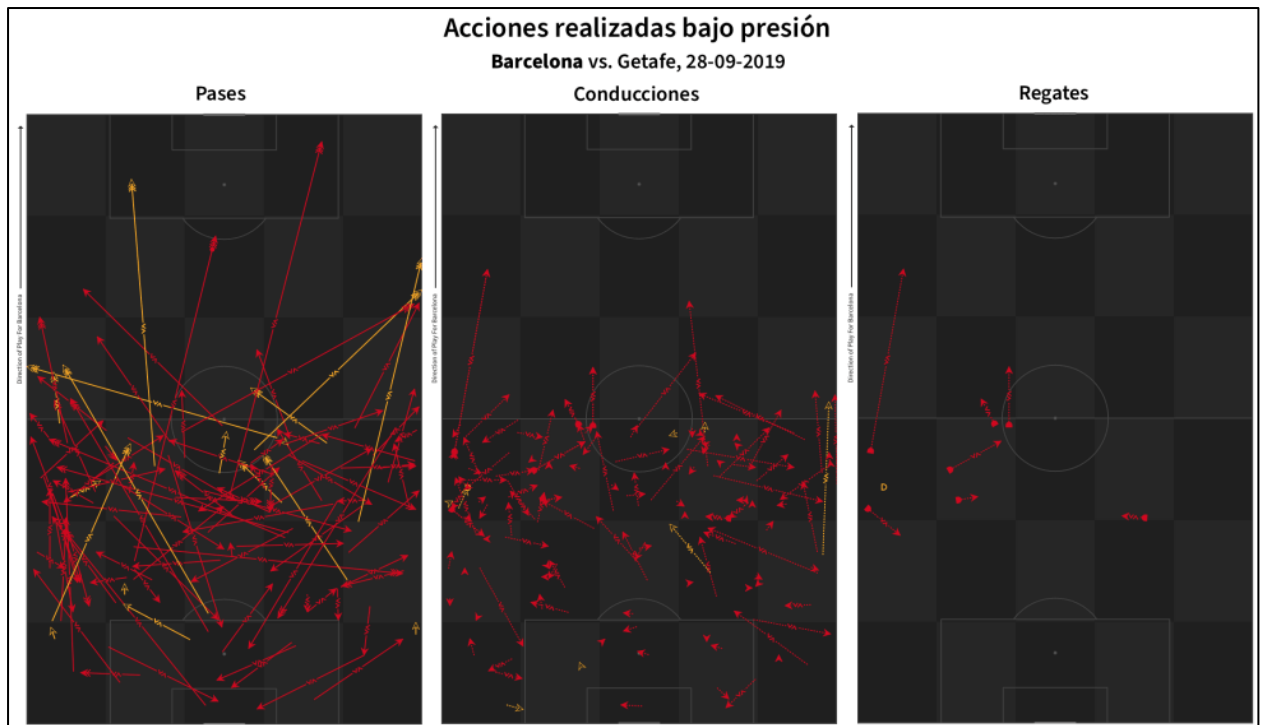 Acciones realizadas bajo presión
Barcelona vs. Getafe, 28-09-2019
Pases
Conducciones
Regates
Direction of Play For Barcelona
Direction of Play For Barcelona
Direction of Play For Barcelona
D